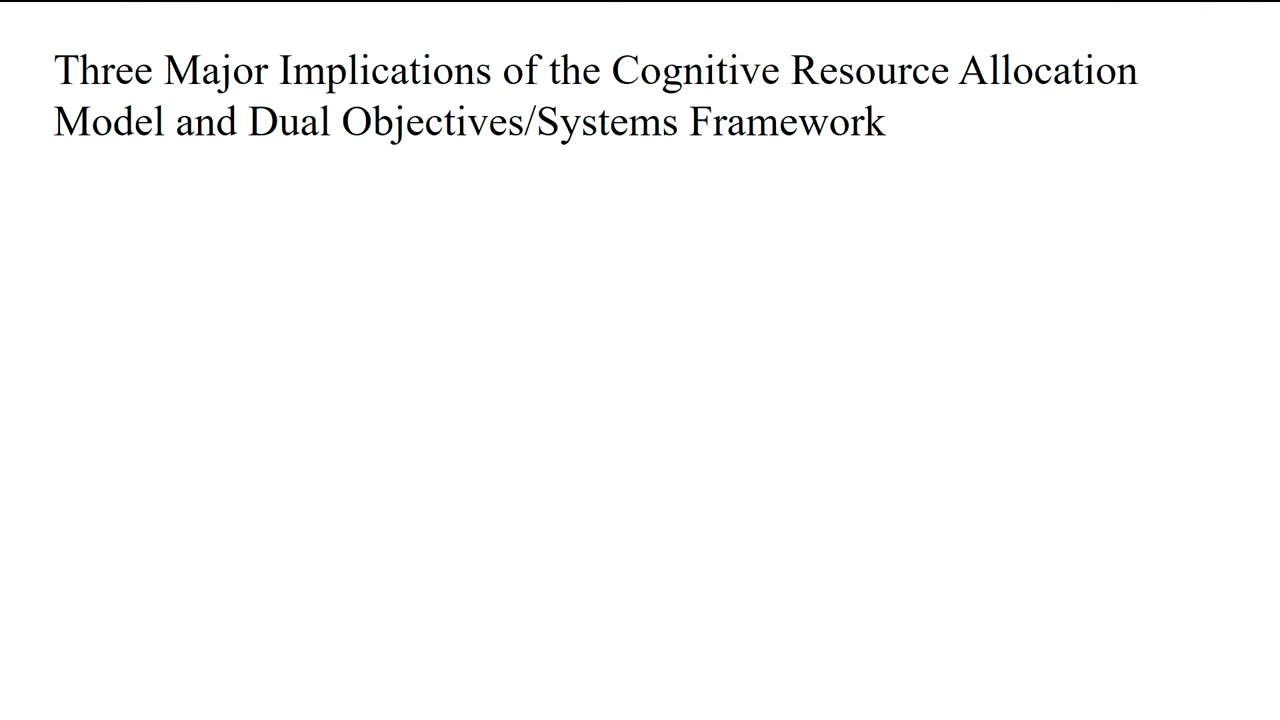 Three Major Implications of the Cognitive Resource Allocation
Model and Dual Objectives/Systems Framework